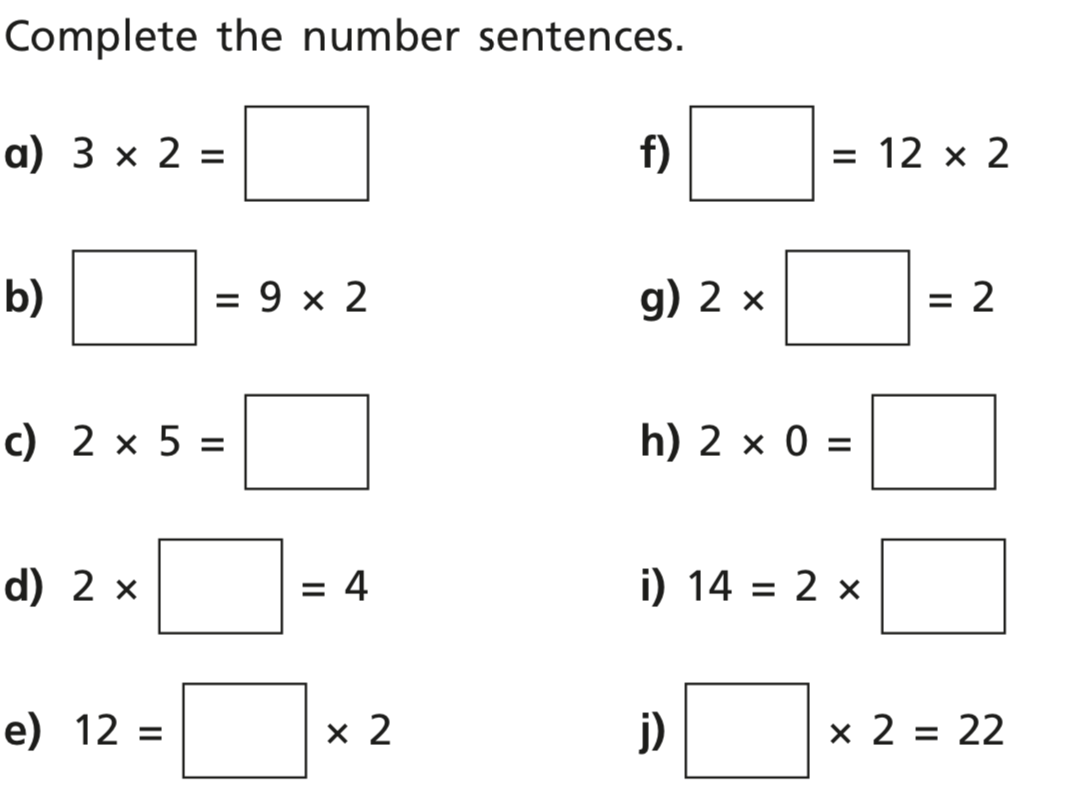 Complete the number sentences.
a) 3 × 2 =
b) = 9 × 2
c) 2 × 5 =
d) 2 × = 4
e) 12 = × 2
f) = 12 × 2
g) 2 × = 2
h) 2 × 0 =
i) 14 = 2 ×
j) × 2 = 22